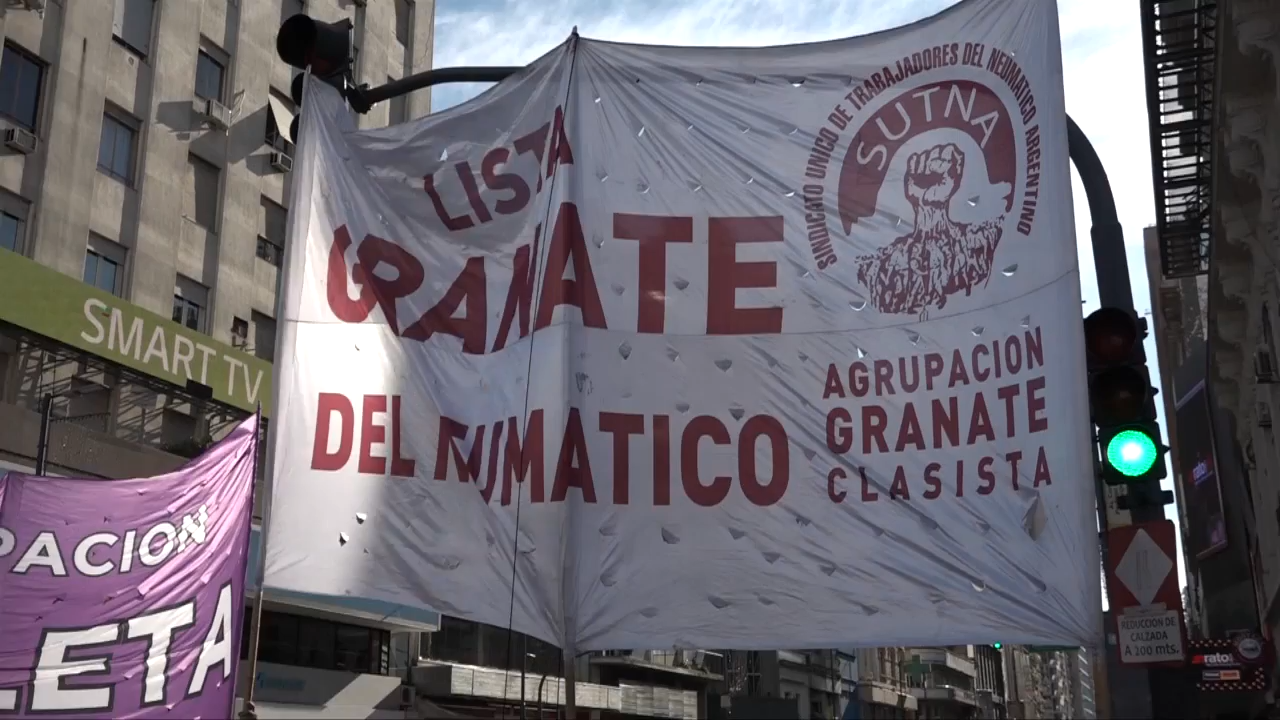 LISTA
GRANATE
DEL NEUMATICO
SINDICATO UNICO DE TRABAJADORES DEL NEUMATICO ARGENTINO
SUTNA
AGRUPACION
GRANATE
CLASISTA
SMART TV
PACION
LETA
REDUCCION DE
CALZADA
A 200 mts.